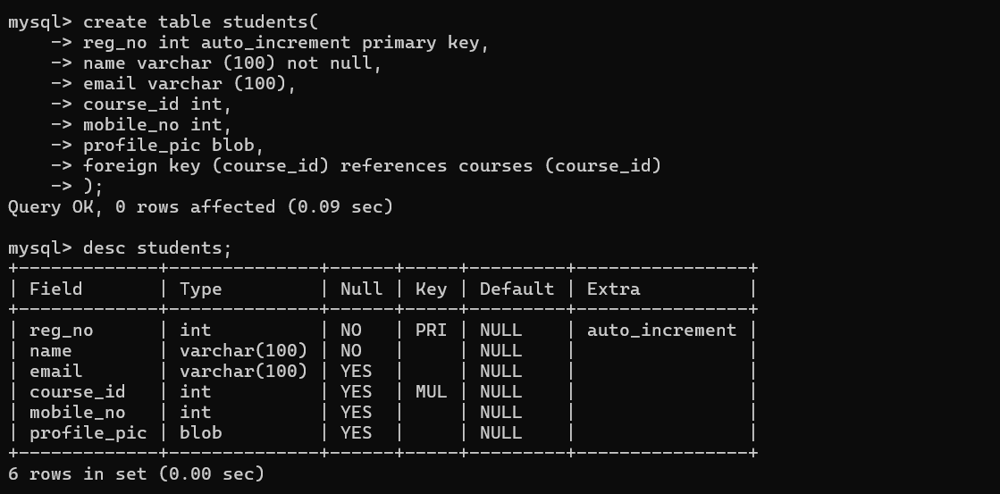 mysql> create table students(
    -> reg_no int auto_increment primary key,
    -> name varchar (100) not null,
    -> email varchar (100),
    -> course_id int,
    -> mobile_no int,
    -> profile_pic blob,
    -> foreign key (course_id) references courses (course_id)
    -> );
Query OK, 0 rows affected (0.09 sec)

mysql> desc students;
+-------------+--------------+------+-----+---------+----------------+
| Field       | Type         | Null | Key | Default | Extra          |
+-------------+--------------+------+-----+---------+----------------+
| reg_no      | int          | NO   | PRI | NULL    | auto_increment |
| name        | varchar(100) | NO   |     | NULL    |                |
| email       | varchar(100) | YES  |     | NULL    |                |
| course_id   | int          | YES  | MUL | NULL    |                |
| mobile_no   | int          | YES  |     | NULL    |                |
| profile_pic | blob         | YES  |     | NULL    |                |
+-------------+--------------+------+-----+---------+----------------+
6 rows in set (0.00 sec)